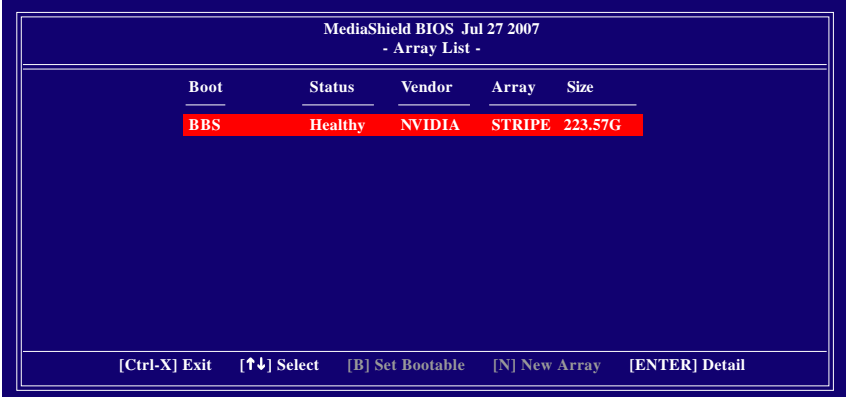 MediaShield BIOS Jul 27 2007
- Array List -
Boot Status Vendor Array Size
BBS Healthy NVIDIA STRIPE 223.57G
[Ctrl-X] Exit [↑↓] Select [B] Set Bootable [N] New Array [ENTER] Detail